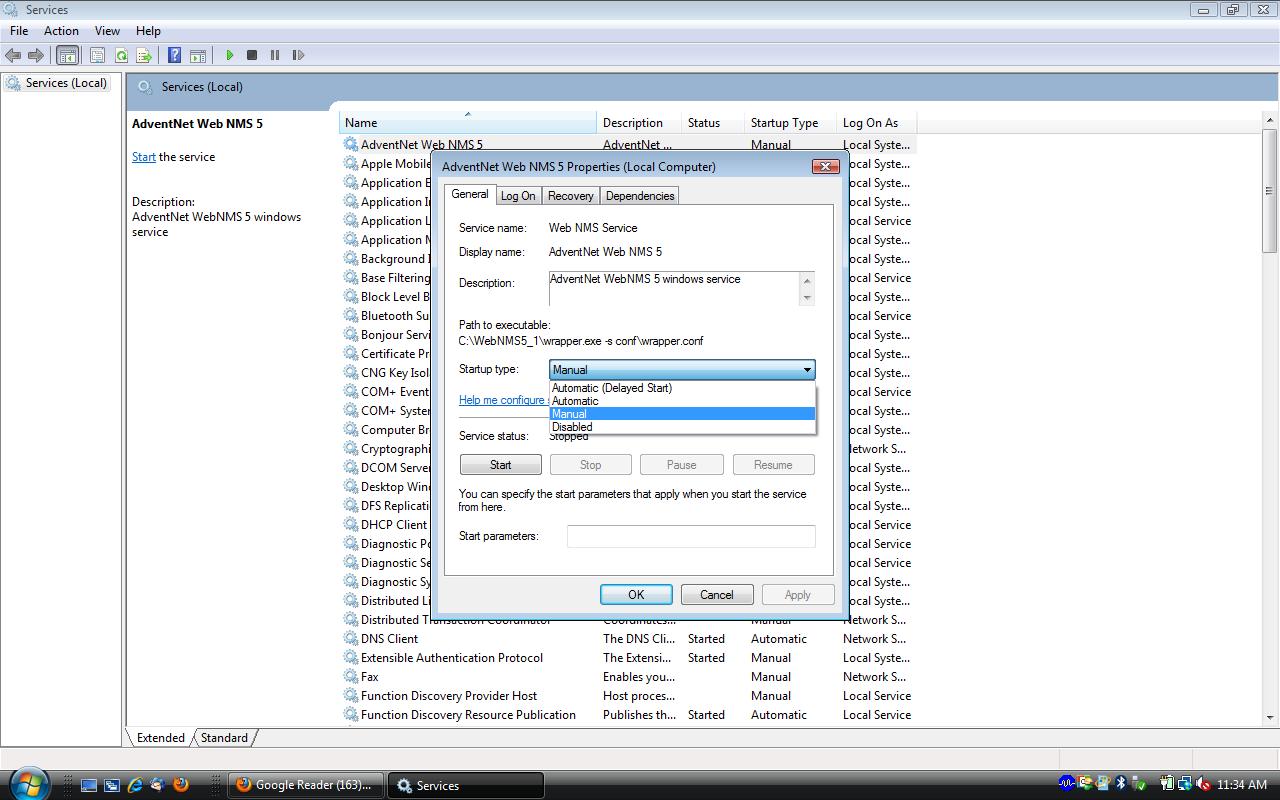 Services
File Action View Help
Services (Local)
Services (Local)
AdventNet Web NMS 5
Start the service
Description:
AdventNet WebNMS 5 windows
service
Name Description Status Startup Type Log On As
AdventNet Web NMS 5 AdventNet ... Manual Local Syste...
Apple Mobile Local Syste...
Application E Local Syste...
Application In Local Syste...
Application L Local Service
Application M Local Syste...
Background I Local Syste...
Base Filtering Local Service
Block Level B Local Syste...
Bluetooth Su Local Service
Bonjour Servi Local Syste...
Certificate Pr Local Syste...
CNG Key Isol Local Syste...
COM+ Event Local Service
COM+ System Local Syste...
Computer Br Local Syste...
Cryptographi Network S...
DCOM Server Local Syste...
Desktop Win Local Syste...
DFS Replicati Local Syste...
DHCP Client Local Service
Diagnostic Po Local Service
Diagnostic Se Local Service
Diagnostic Sy Local Syste...
Distributed Li Local Syste...
Distributed Transaction Coordinator Coordinates... Manual Network S...
DNS Client The DNS Cli... Started Automatic Network S...
Extensible Authentication Protocol The Extensi... Started Manual Local Syste...
Fax Enables you... Manual Network S...
Function Discovery Provider Host Host proces... Manual Local Service
Function Discovery Resource Publication Publishes th... Started Automatic Local Service
AdventNet Web NMS 5 Properties (Local Computer)
General Log On Recovery Dependencies
Service name: Web NMS Service
Display name: AdventNet Web NMS 5
Description: AdventNet WebNMS 5 windows service
Path to executable:
C:\WebNMS5_1\wrapper.exe -s conf\wrapper.conf
Startup type: Manual
Automatic (Delayed Start)
Help me configure s
Automatic
Manual
Disabled
Service status: Stopped
Start Stop Pause Resume
You can specify the start parameters that apply when you start the service
from here.
Start parameters:
OK Cancel Apply
Extended Standard
Google Reader (163)... Services 11:34 AM